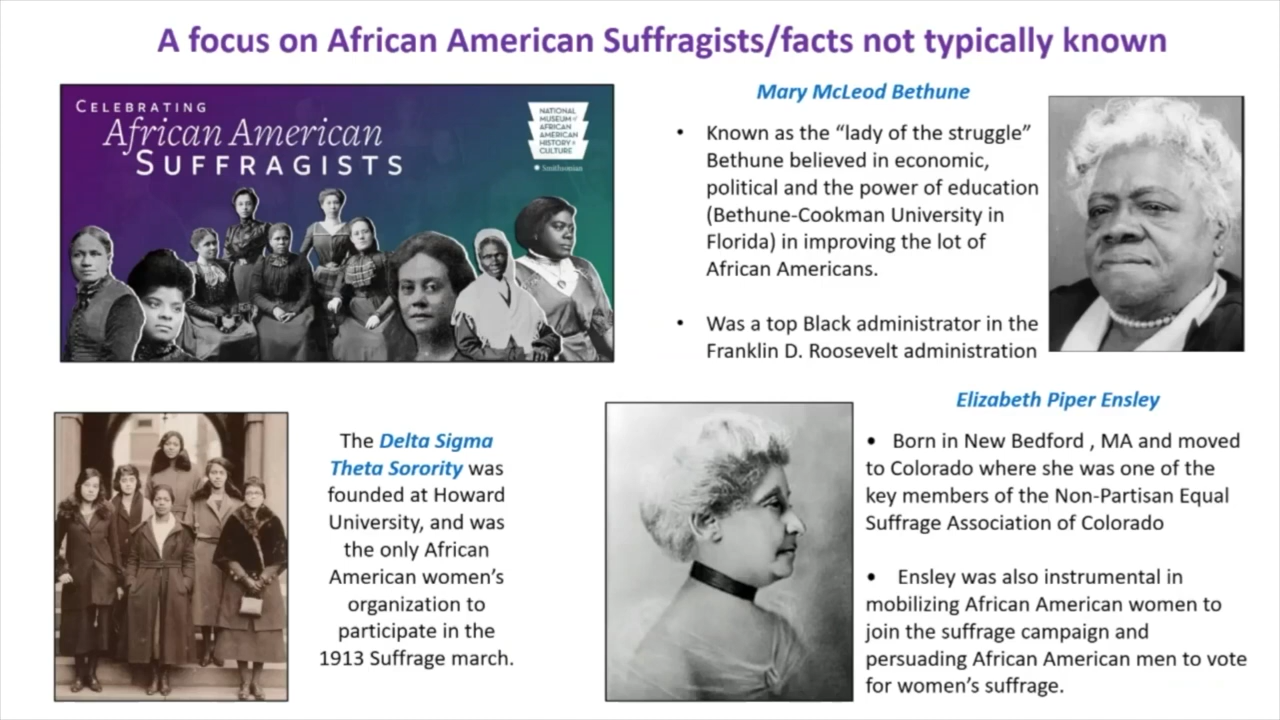 A focus on African American Suffragists/facts not typically known
CELEBRATING
African American
SUFFRAGISTS
NATIONAL
MUSEUM of
AFRICAN
AMERICAN
HISTORY &
CULTURE
Smithsonian
Mary McLeod Bethune
• Known as the “lady of the struggle”
Bethune believed in economic,
political and the power of education
(Bethune-Cookman University in
Florida) in improving the lot of
African Americans.
• Was a top Black administrator in the
Franklin D. Roosevelt administration
The Delta Sigma
Theta Sorority was
founded at Howard
University, and was
the only African
American women’s
organization to
participate in the
1913 Suffrage march.
Elizabeth Piper Ensley
• Born in New Bedford , MA and moved
to Colorado where she was one of the
key members of the Non-Partisan Equal
Suffrage Association of Colorado
• Ensley was also instrumental in
mobilizing African American women to
join the suffrage campaign and
persuading African American men to vote
for women’s suffrage.